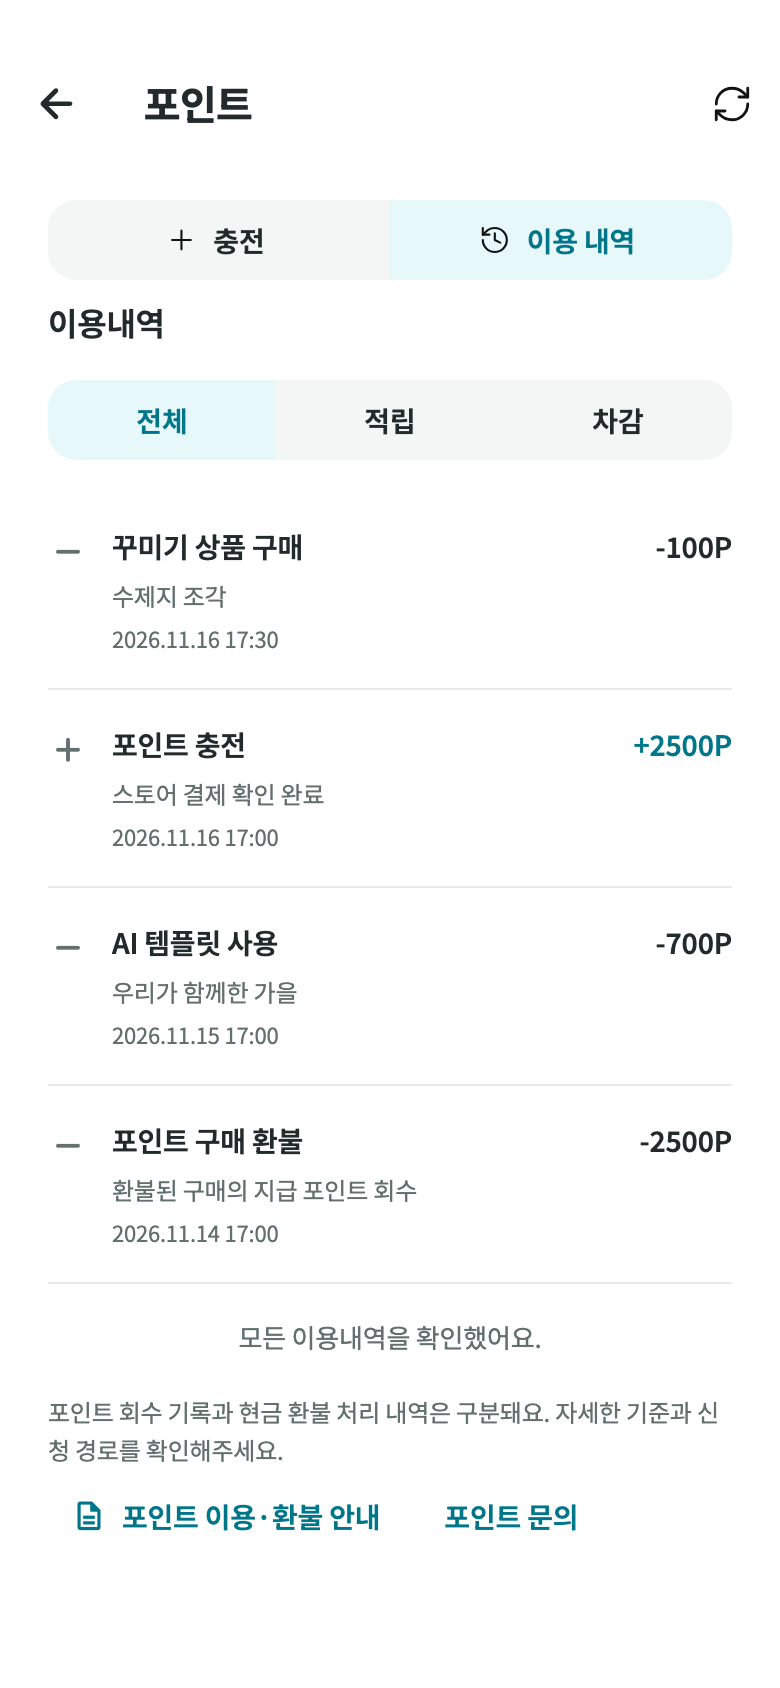 포인트
충전
이용 내역
이용내역
전체
적립
차감
꾸미기 상품 구매
-100P
수제지 조각
2026.11.16 17:30
포인트 충전
+2500P
스토어 결제 확인 완료
2026.11.16 17:00
AI 템플릿 사용
-700P
우리가 함께한 가을
2026.11.15 17:00
포인트 구매 환불
-2500P
환불된 구매의 지급 포인트 회수
2026.11.14 17:00
모든 이용내역을 확인했어요.
포인트 회수 기록과 현금 환불 처리 내역은 구분돼요. 자세한 기준과 신
청 경로를 확인해주세요.
포인트 이용·환불 안내
포인트 문의